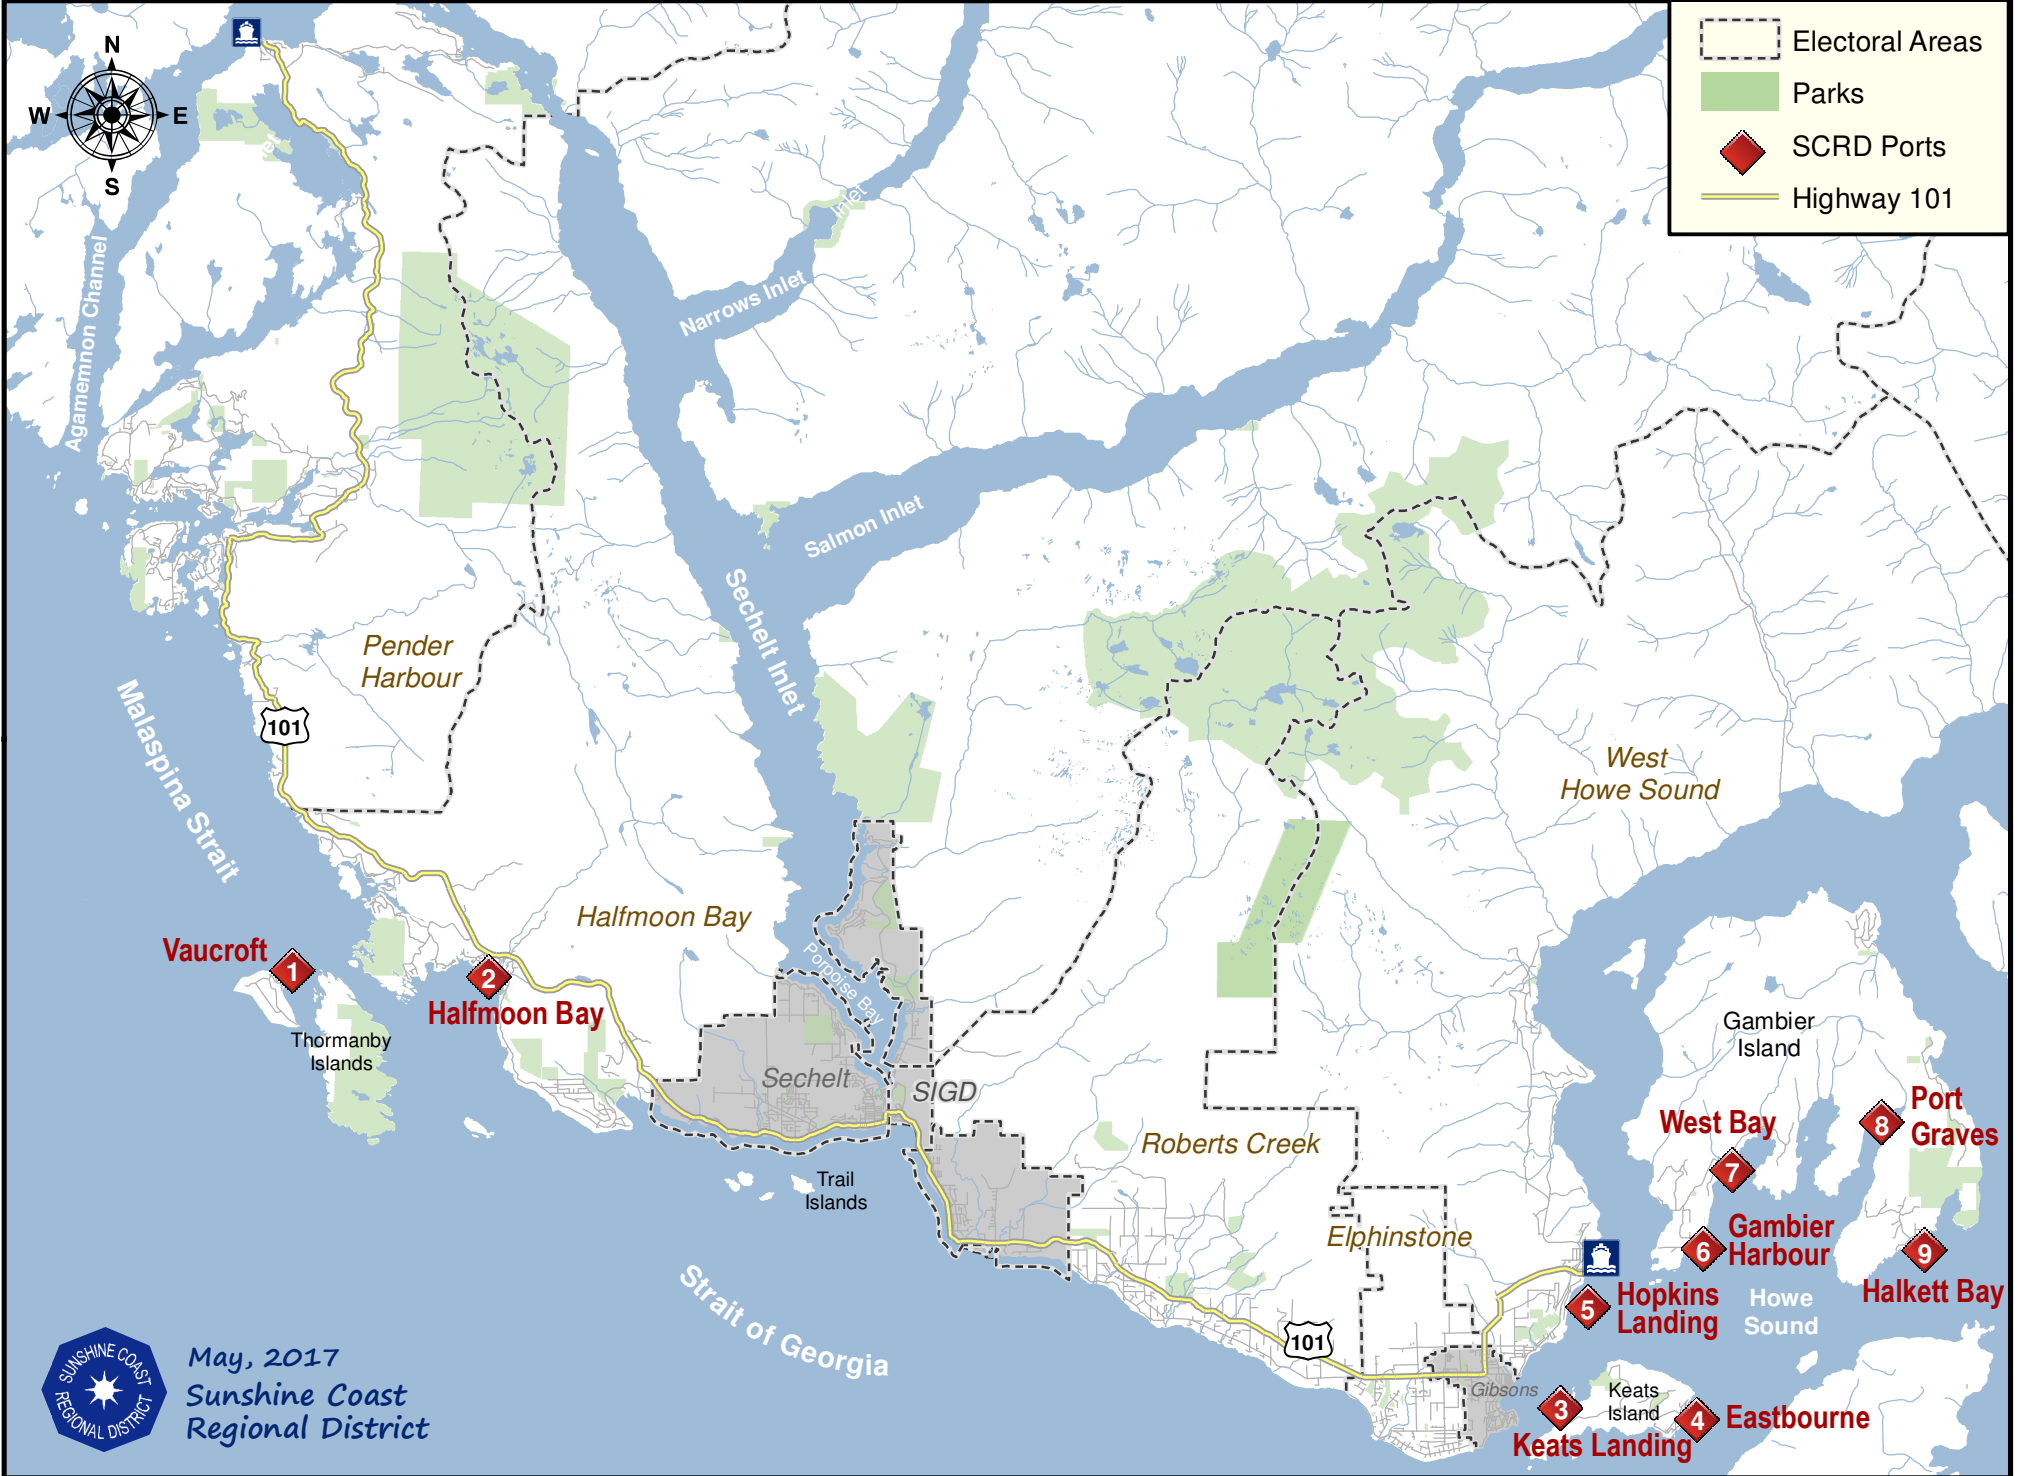 N
W
E
S
Electoral Areas
Parks
SCRD Ports
Highway 101
Agamemnon Channel
Inlet
Narrows Inlet
Salmon Inlet
Sechelt Inlet
Pender
Harbour
101
Malaspina Strait
West
Howe Sound
Halfmoon Bay
Vaucroft
1
2
Halfmoon Bay
Thormanby
Islands
Porpoise Bay
Sechelt
SIGD
Gambier
Island
Port
Graves
8
West Bay
7
Roberts Creek
Trail
Islands
Elphinstone
Gambier
Harbour
6
9
Halkett Bay
Hopkins
Landing
5
Howe
Sound
Strait of Georgia
101
Gibsons
Keats
Island
3
4
Eastbourne
Keats Landing
SUNSHINE COAST
REGIONAL DISTRICT
May, 2017
Sunshine Coast
Regional District